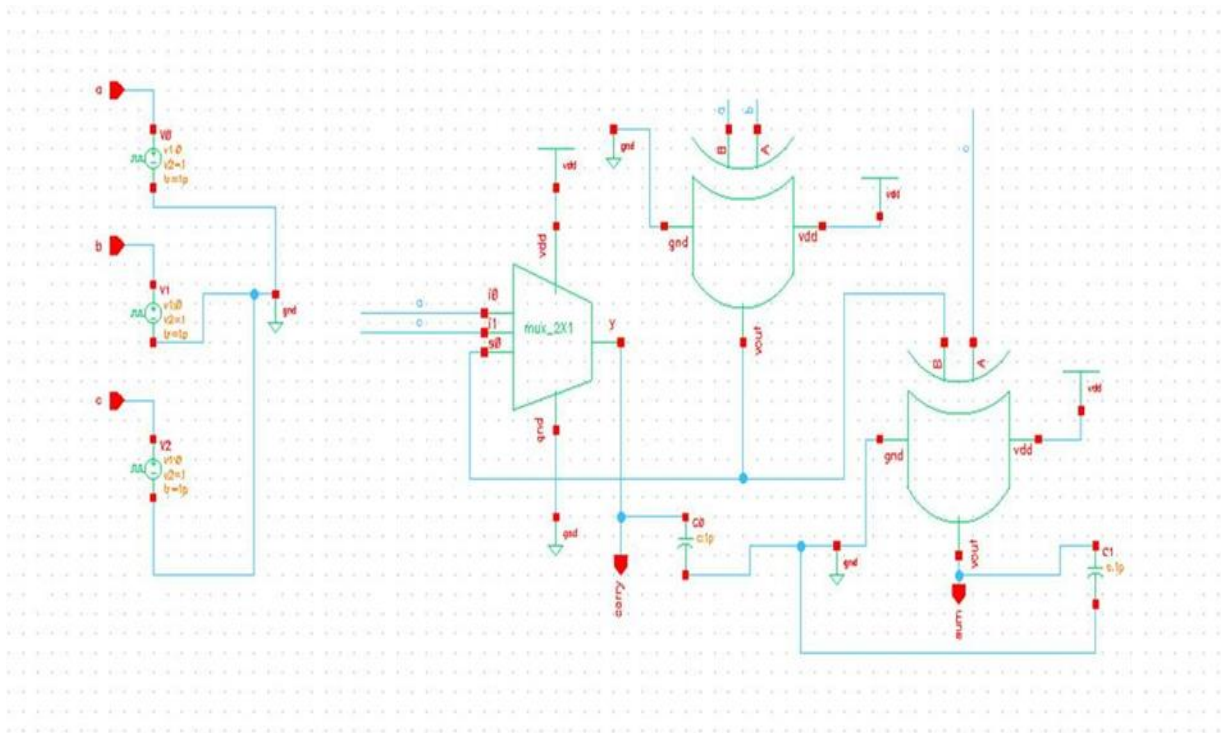 a
V0
v1:0
v2=1
tr=1p
b
V1
v1:0
v2=1
tr=1p
gnd
c
V2
v1:0
v2=1
tr=1p
vdd
vdd
i0
i1
s0
mux_2X1
y
gnd
gnd
carry
C0
c:1p
gnd
a
b
B
A
gnd
vdd
vdd
vout
c
B
A
gnd
vdd
vdd
vout
gnd
sum
C1
c:1p